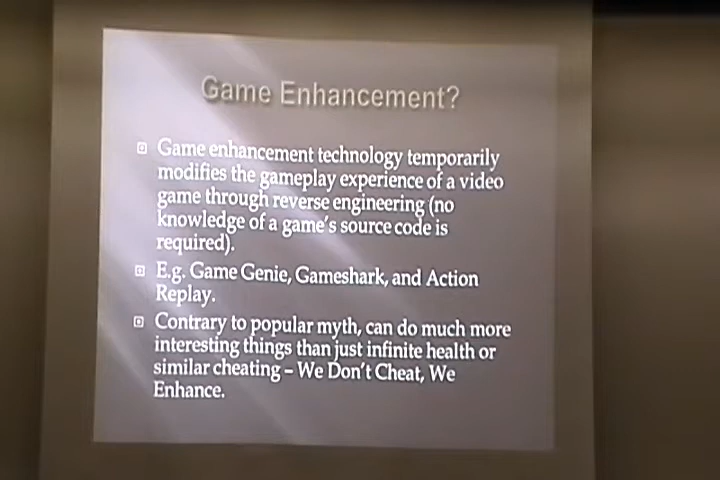 Game Enhancement?
Game enhancement technology temporarily
modifies the gameplay experience of a video
game through reverse engineering (no
knowledge of a game's source code is
required).
E.g. Game Genie, Gameshark, and Action
Replay.
Contrary to popular myth, can do much more
interesting things than just infinite health or
similar cheating – We Don't Cheat, We
Enhance.